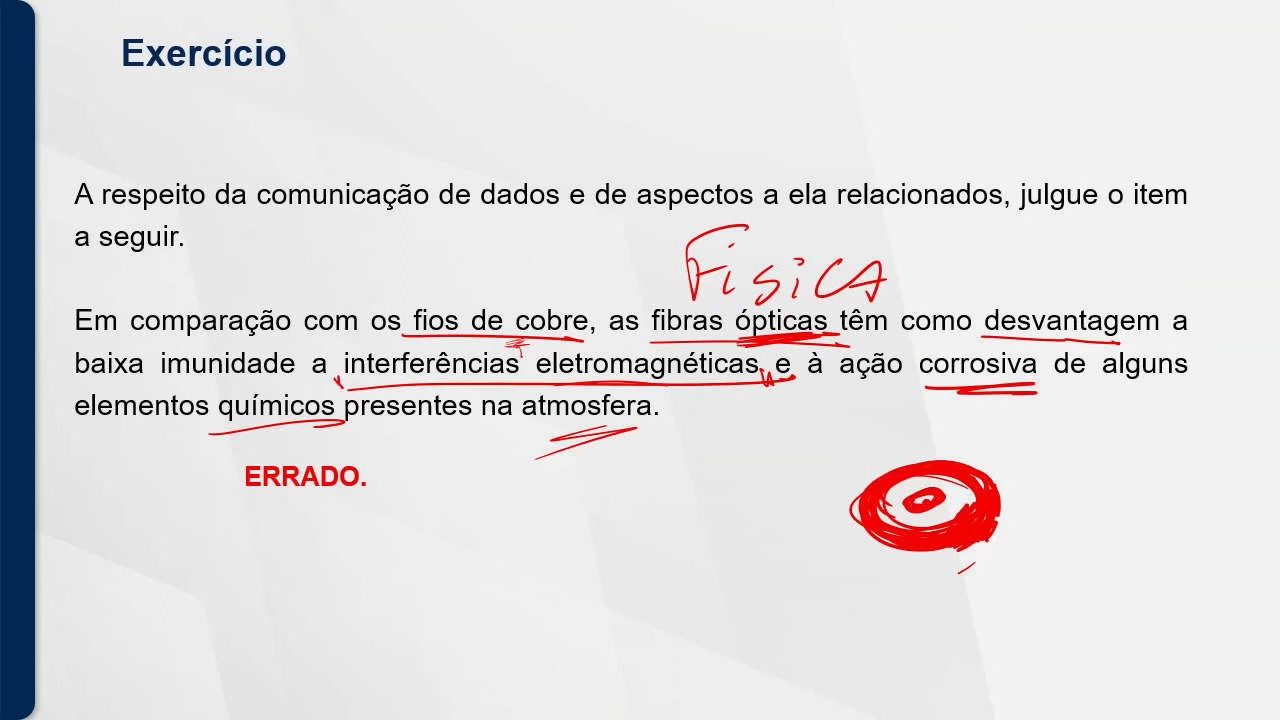 Exercício
A respeito da comunicação de dados e de aspectos a ela relacionados, julgue o item
a seguir.
FísicA
Em comparação com os fios de cobre, as fibras ópticas têm como desvantagem a
baixa imunidade a interferências eletromagnéticas e à ação corrosiva de alguns
elementos químicos presentes na atmosfera.
ERRADO.